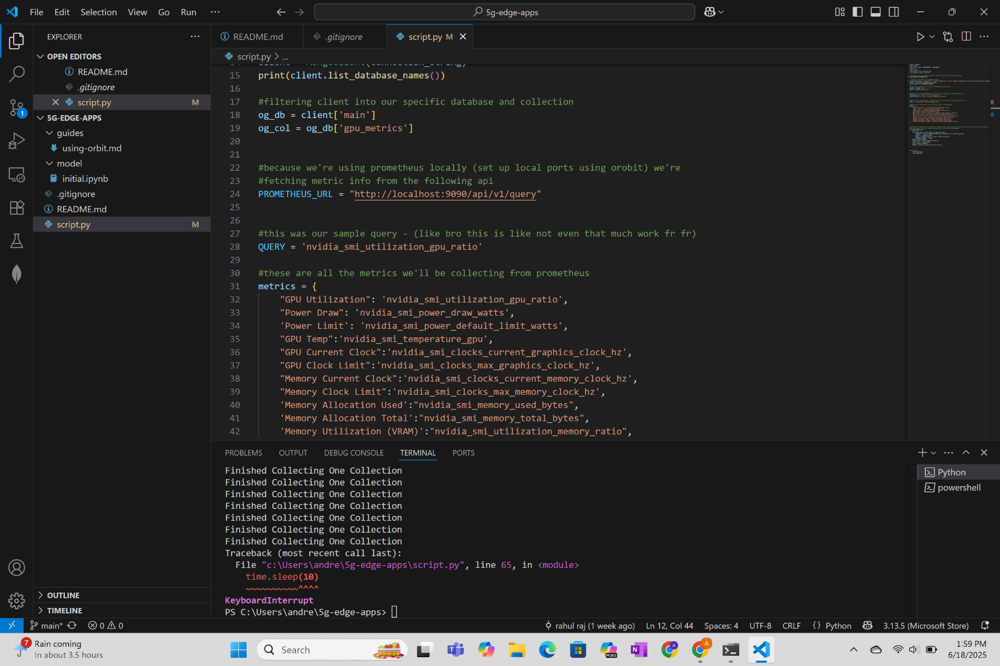 File Edit Selection View Go Run ··· 5g-edge-apps
EXPLORER ···
OPEN EDITORS
README.md
.gitignore
script.py M
5G-EDGE-APPS
guides
using-orbit.md
model
initial.ipynb
.gitignore
README.md
script.py M
OUTLINE
TIMELINE
README.md .gitignore script.py M
script.py > ...
14 client = MongoClient(connection_string)
15 print(client.list_database_names())
16
17 #filtering client into our specific database and collection
18 og_db = client['main']
19 og_col = og_db['gpu_metrics']
20
21
22 #because we're using prometheus locally (set up local ports using orobit) we're
23 #fetching metric info from the following api
24 PROMETHEUS_URL = "http://localhost:9090/api/v1/query"
25
26
27 #this was our sample query - (like bro this is like not even that much work fr fr)
28 QUERY = 'nvidia_smi_utilization_gpu_ratio'
29
30 #these are all the metrics we'll be collecting from prometheus
31 metrics = {
32 "GPU Utilization": 'nvidia_smi_utilization_gpu_ratio',
33 "Power Draw": 'nvidia_smi_power_draw_watts',
34 'Power Limit': 'nvidia_smi_power_default_limit_watts',
35 "GPU Temp":'nvidia_smi_temperature_gpu',
36 "GPU Current Clock":'nvidia_smi_clocks_current_graphics_clock_hz',
37 "GPU Clock Limit":'nvidia_smi_clocks_max_graphics_clock_hz',
38 "Memory Current Clock":'nvidia_smi_clocks_current_memory_clock_hz',
39 "Memory Clock Limit":'nvidia_smi_clocks_max_memory_clock_hz',
40 'Memory Allocation Used':"nvidia_smi_memory_used_bytes",
41 'Memory Allocation Total':"nvidia_smi_memory_total_bytes",
42 'Memory Utilization (VRAM)':"nvidia_smi_utilization_memory_ratio",
PROBLEMS OUTPUT DEBUG CONSOLE TERMINAL PORTS
Finished Collecting One Collection
Finished Collecting One Collection
Finished Collecting One Collection
Finished Collecting One Collection
Finished Collecting One Collection
Finished Collecting One Collection
Finished Collecting One Collection
Traceback (most recent call last):
File "c:\Users\andre\5g-edge-apps\script.py", line 65, in <module>
time.sleep(10)
~~~~~~~~~~^^^^
KeyboardInterrupt
PS C:\Users\andre\5g-edge-apps>
Python
powershell
1
main* 0 0 rahul raj (1 week ago) Ln 12, Col 44 Spaces: 4 UTF-8 CRLF {} Python 3.13.5 (Microsoft Store)
7 Rain coming
In about 3.5 hours
Search
M365
A
A
1:59 PM
6/18/2025